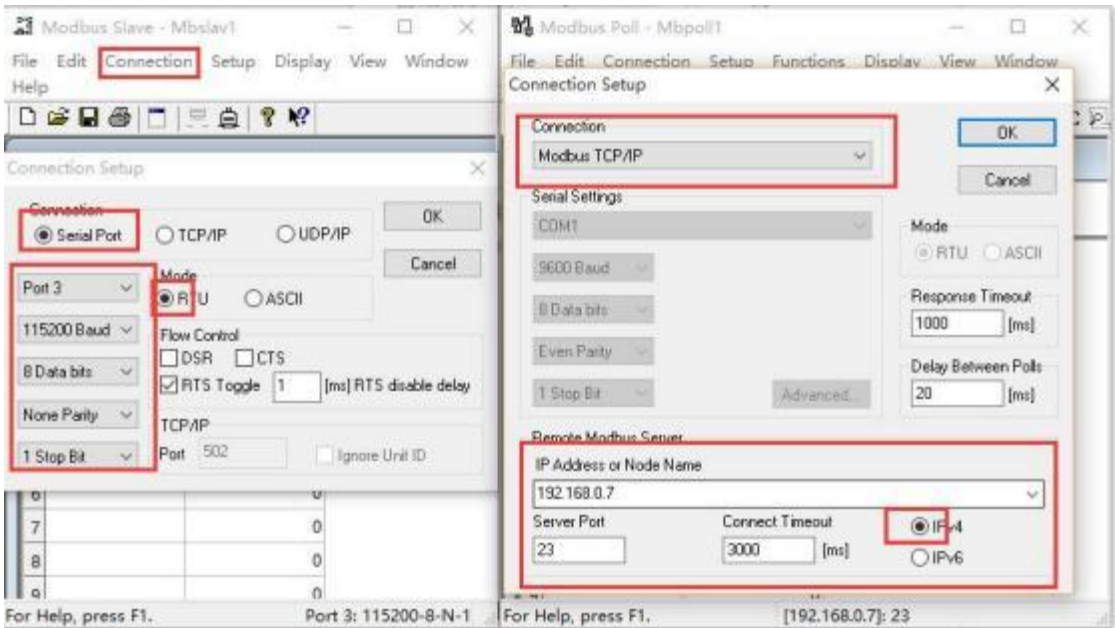 Modbus Slave - Mbslav1
File Edit Connection Setup Display View Window
Help
Connection Setup
Connection
Serial Port
TCP/IP
UDP/IP
OK
Cancel
Port 3
115200 Baud
8 Data bits
None Parity
1 Stop Bit
Mode
RTU
ASCII
Flow Control
DSR
CTS
RTS Toggle
1
[ms] RTS disable delay
TCP/IP
Port
502
Ignore Unit ID
6 0
7 0
8 0
9 0
For Help, press F1.
Port 3: 115200-8-N-1
Modbus Poll - Mbpoll1
File Edit Connection Setup Functions Display View Window
Connection Setup
Connection
Modbus TCP/IP
OK
Cancel
Serial Settings
COM1
9600 Baud
8 Data bits
Even Parity
1 Stop Bit
Advanced...
Mode
RTU
ASCII
Response Timeout
1000
[ms]
Delay Between Polls
20
[ms]
Remote Modbus Server
IP Address or Node Name
192.168.0.7
Server Port
23
Connect Timeout
3000
[ms]
IPv4
IPv6
For Help, press F1.
[192.168.0.7]: 23